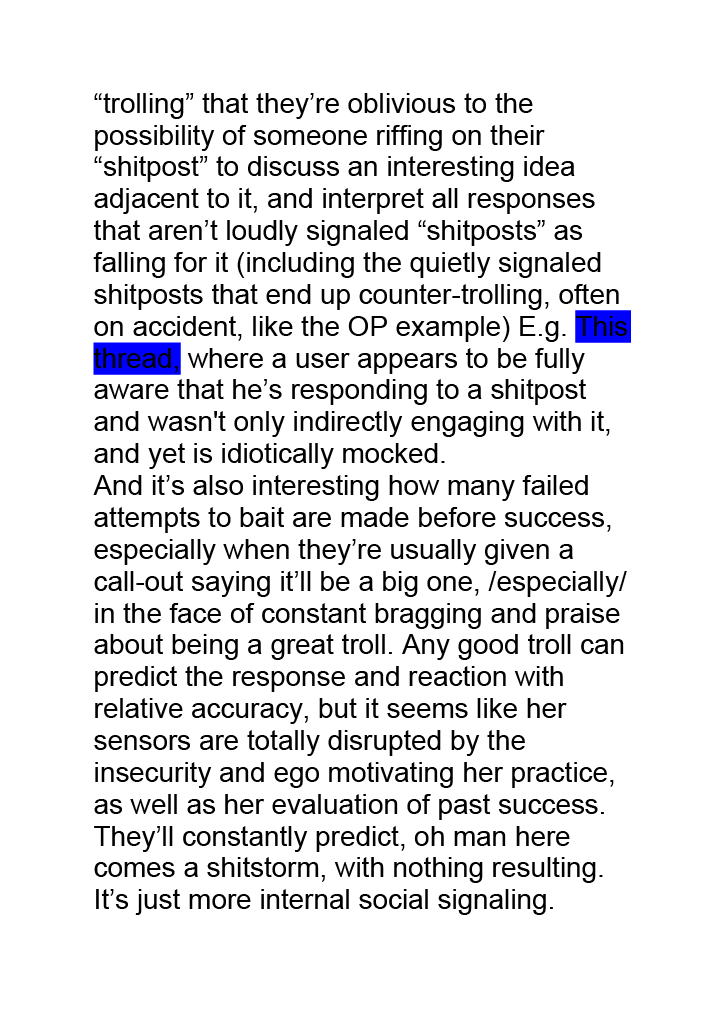 “trolling” that they’re oblivious to the
possibility of someone riffing on their
“shitpost” to discuss an interesting idea
adjacent to it, and interpret all responses
that aren’t loudly signaled “shitposts” as
falling for it (including the quietly signaled
shitposts that end up counter-trolling, often
on accident, like the OP example) E.g. This
thread, where a user appears to be fully
aware that he’s responding to a shitpost
and wasn't only indirectly engaging with it,
and yet is idiotically mocked.
And it’s also interesting how many failed
attempts to bait are made before success,
especially when they’re usually given a
call-out saying it’ll be a big one, /especially/
in the face of constant bragging and praise
about being a great troll. Any good troll can
predict the response and reaction with
relative accuracy, but it seems like her
sensors are totally disrupted by the
insecurity and ego motivating her practice,
as well as her evaluation of past success.
They’ll constantly predict, oh man here
comes a shitstorm, with nothing resulting.
It’s just more internal social signaling.